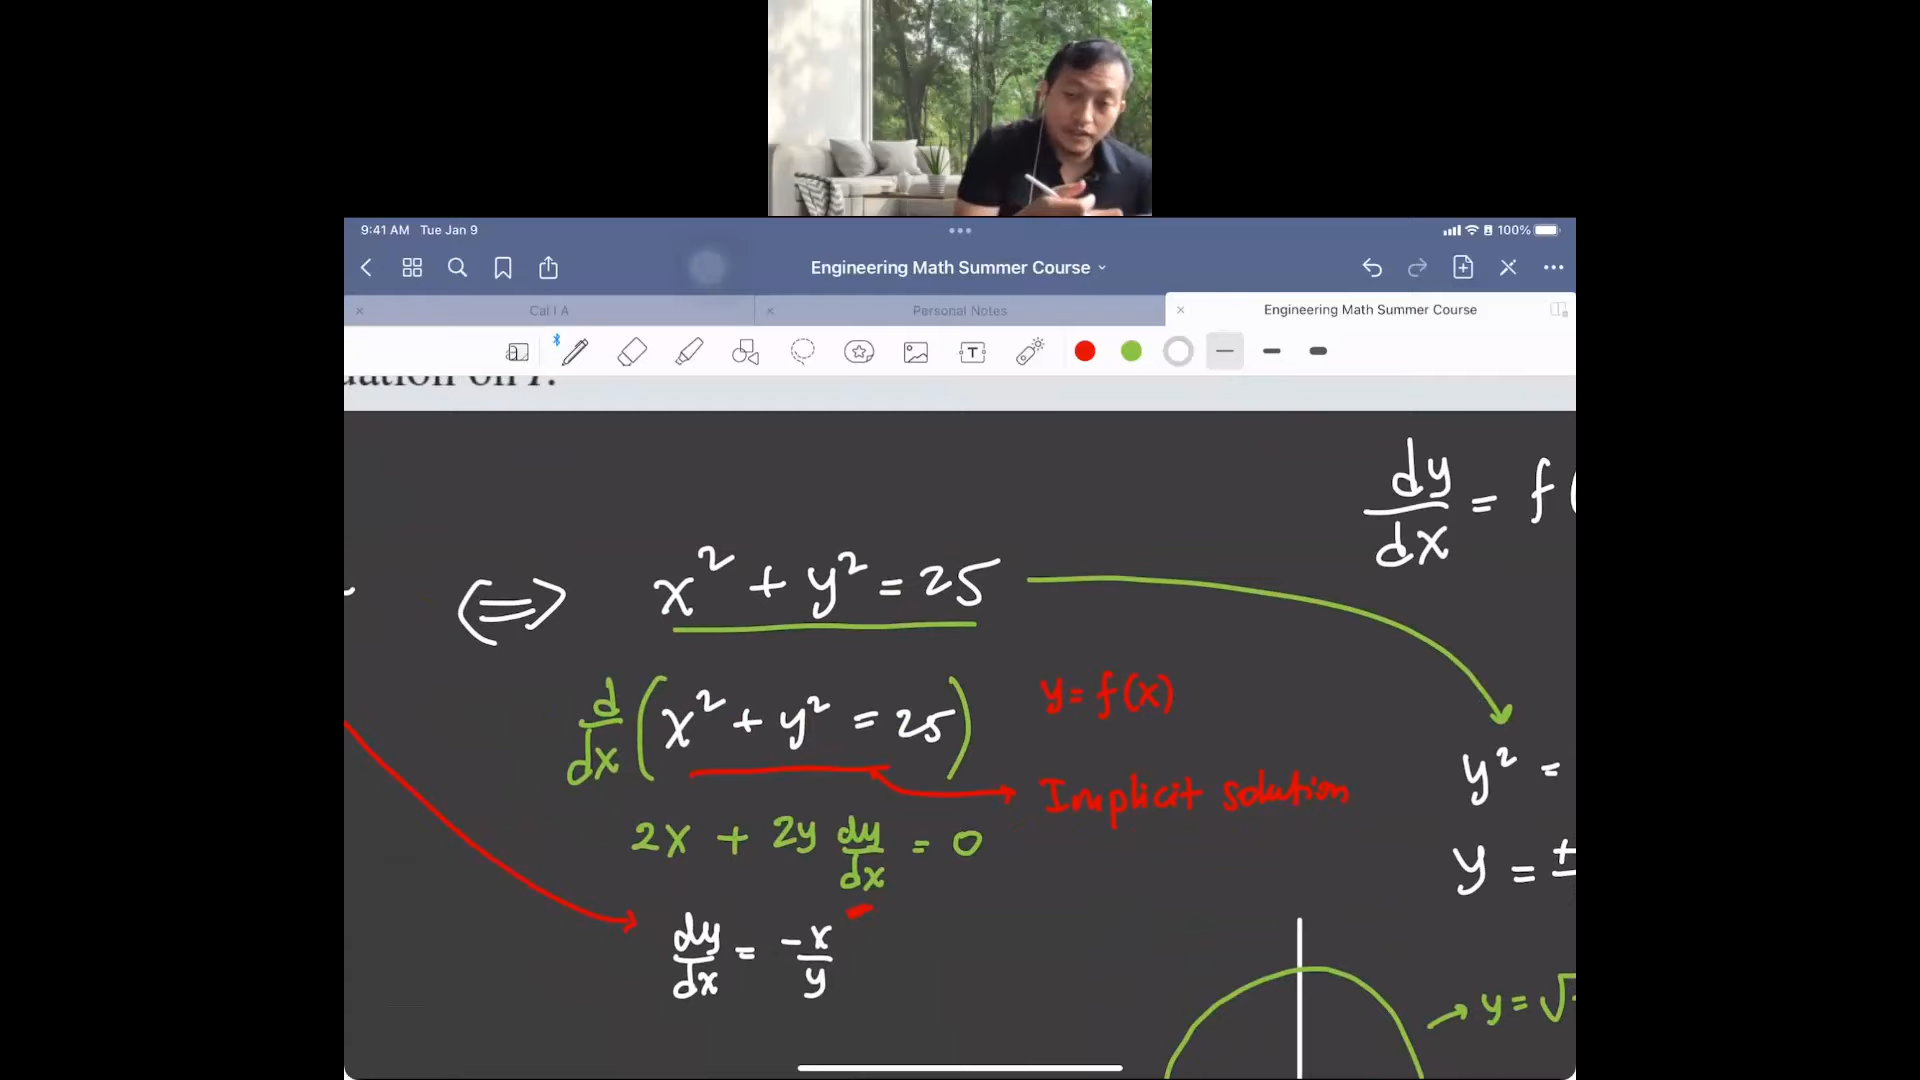 9:41 AM Tue Jan 9
100%
Engineering Math Summer Course
Cal I A
Personal Notes
Engineering Math Summer Course
T
dy/dx = f(
⇔ x² + y² = 25
d/dx (x² + y² = 25)
y = f(x)
Implicit solution
y² =
2x + 2y dy/dx = 0
y = ±
dy/dx = -x/y
→ y = √